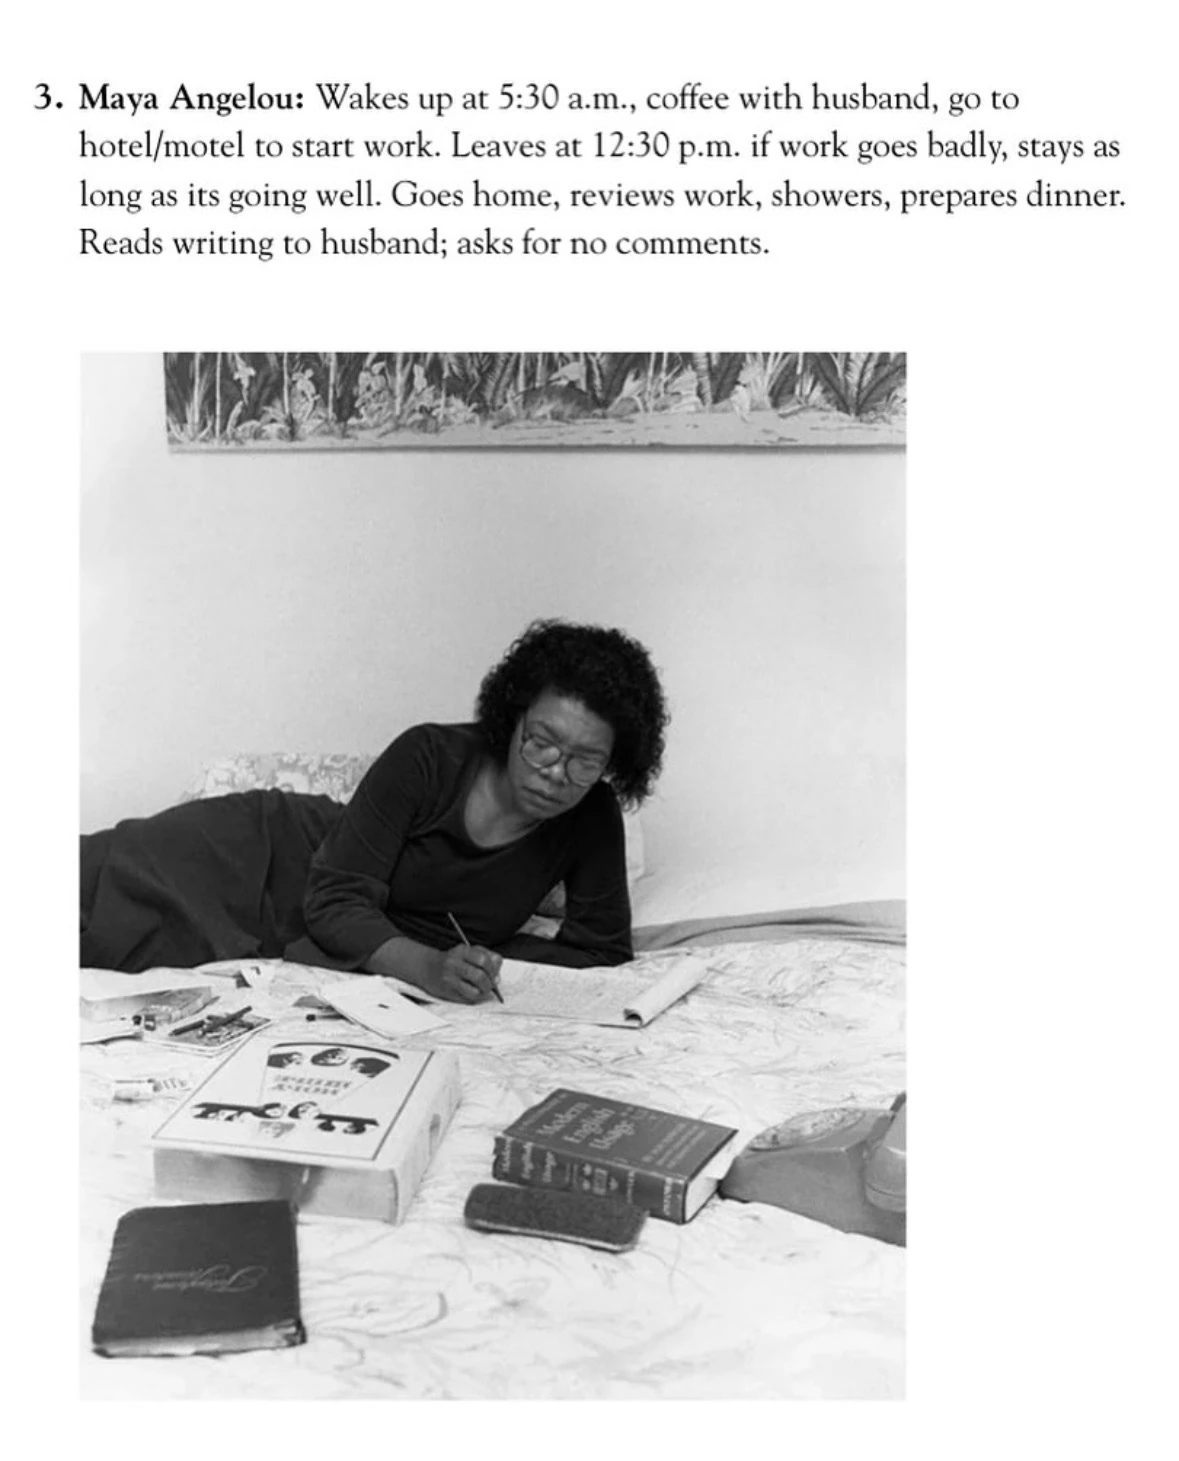 3. Maya Angelou: Wakes up at 5:30 a.m., coffee with husband, go to
hotel/motel to start work. Leaves at 12:30 p.m. if work goes badly, stays as
long as its going well. Goes home, reviews work, showers, prepares dinner.
Reads writing to husband; asks for no comments.
Modern
English
Usage